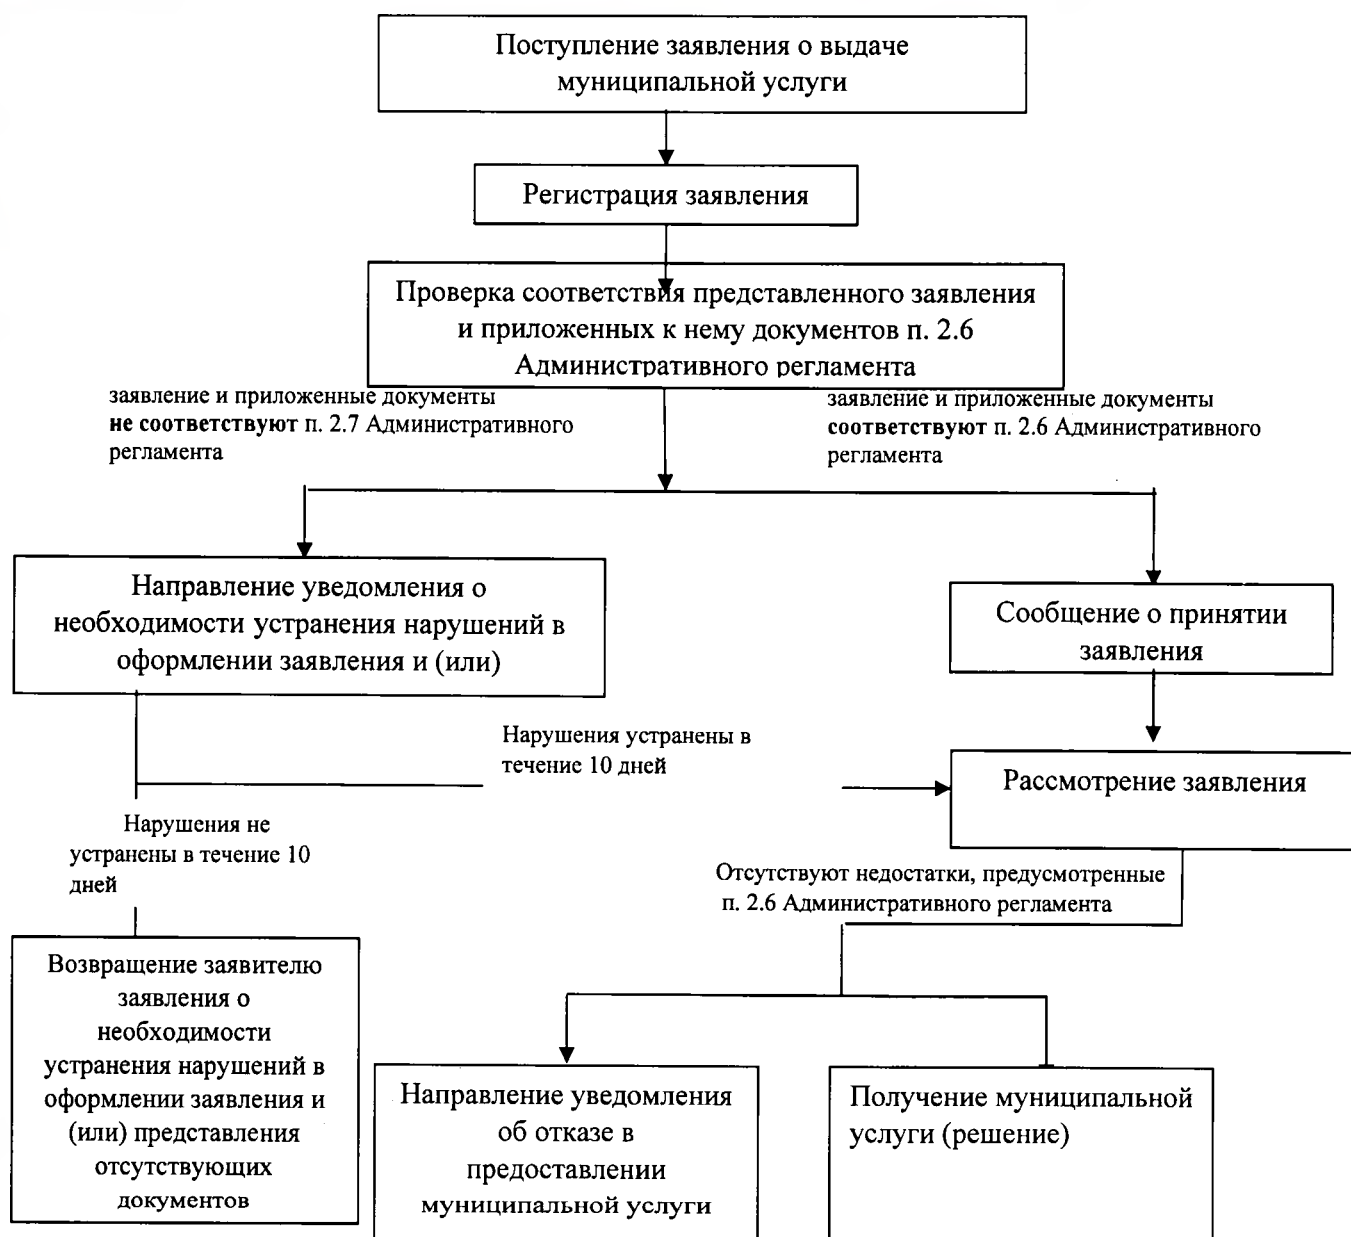 Поступление заявления о выдаче
муниципальной услуги
Регистрация заявления
Проверка соответствия представленного заявления
и приложенных к нему документов п. 2.6
Административного регламента
заявление и приложенные документы
не соответствуют п. 2.7 Административного
регламента
заявление и приложенные документы
соответствуют п. 2.6 Административного
регламента
Направление уведомления о
необходимости устранения нарушений в
оформлении заявления и (или)
Сообщение о принятии
заявления
Нарушения устранены в
течение 10 дней
Рассмотрение заявления
Нарушения не
устранены в течение 10
дней
Отсутствуют недостатки, предусмотренные
п. 2.6 Административного регламента
Возвращение заявителю
заявления о
необходимости
устранения нарушений в
оформлении заявления и
(или) представления
отсутствующих
документов
Направление уведомления
об отказе в
предоставлении
муниципальной услуги
Получение муниципальной
услуги (решение)